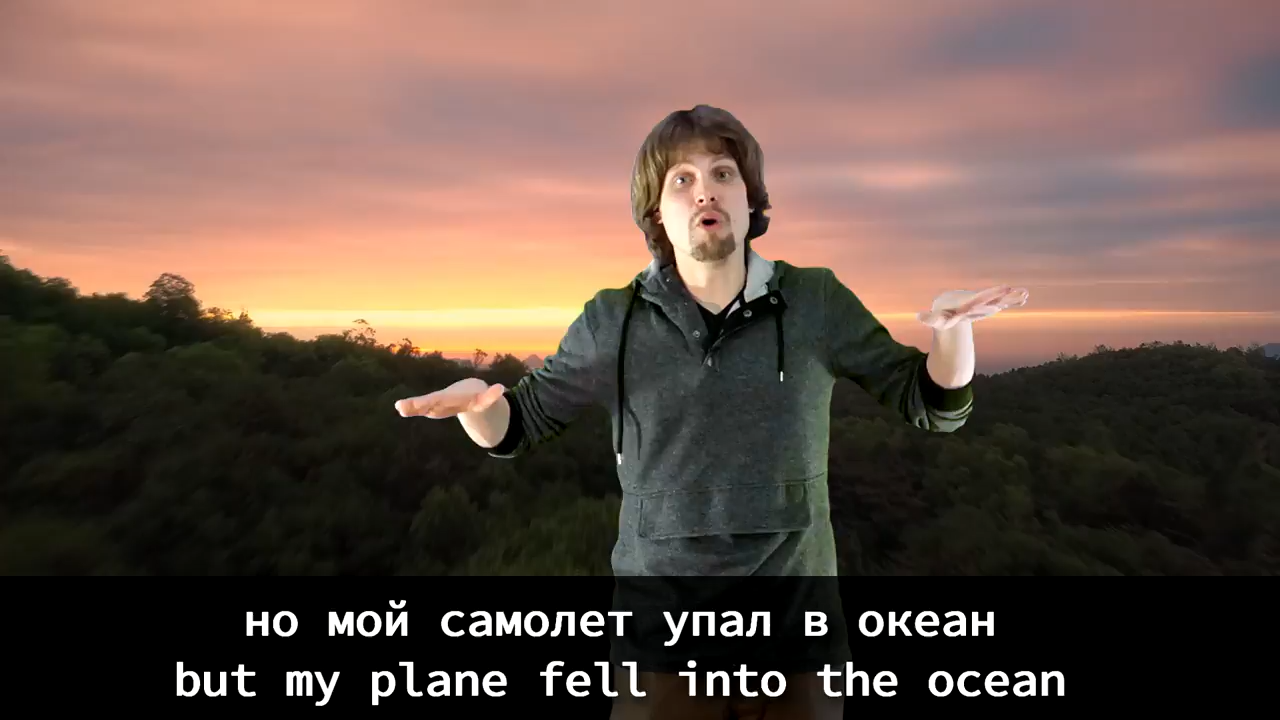 но мой самолет упал в океан
but my plane fell into the ocean